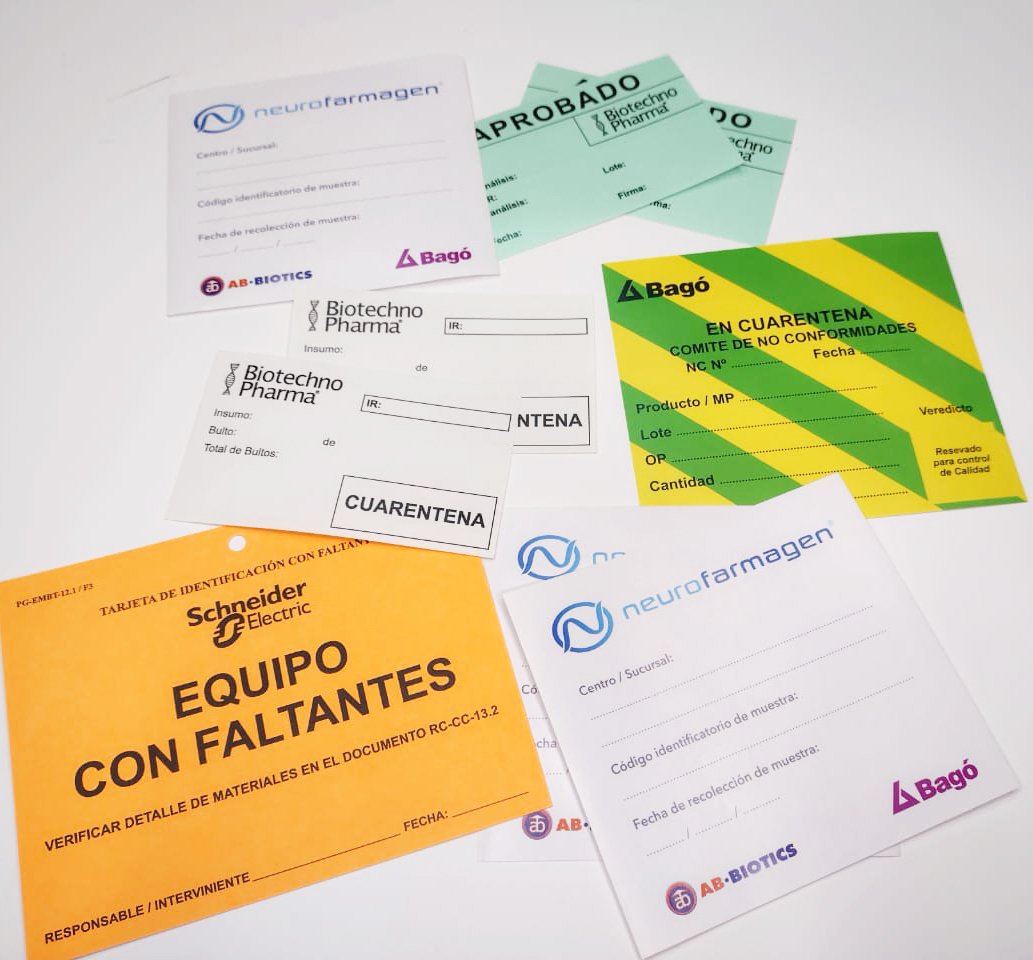 neurofarmagen
Centro / Sucursal:
Código identificatorio de muestra:
Fecha de recolección de muestra:
AB·BIOTICS
Bagó
APROBADO
Biotechno
Pharma
Lote:
Firma:
DO
Biotechno
Pharma®
IR:
Insumo:
de
Biotechno
Pharma®
IR:
Insumo:
Bulto:
de
Total de Bultos:
CUARENTENA
Bagó
EN CUARENTENA
COMITE DE NO CONFORMIDADES
NC Nº
Fecha
Producto / MP
Lote
OP
Cantidad
Veredicto
Resevado
para control
de Calidad
PG-EMBT-12.1 / F3
TARJETA DE IDENTIFICACIÓN CON
Schneider
Electric
EQUIPO
CON FALTANTES
VERIFICAR DETALLE DE MATERIALES EN EL DOCUMENTO RC-CC-13.2
FECHA:
RESPONSABLE / INTERVINIENTE
AB·
neurofarmagen®
Centro / Sucursal:
Código identificatorio de muestra:
Fecha de recolección de muestra:
/ /
AB·BIOTICS
Bagó